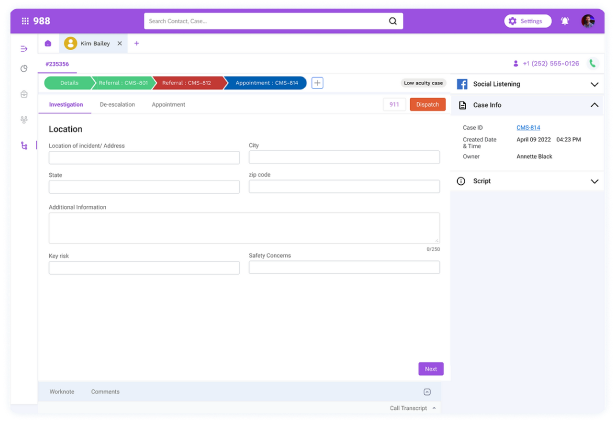 988
Search Contact, Case...
Settings
Kim Bailey
#235356
+1 (252) 555-0126
Details
Referral : CMS-831
Referral : CMS-812
Appointment : CMS-814
Low acuity case
Social Listening
Investigation
De-escalation
Appointment
911
Dispatch
Case Info
Location
Case ID
CMS-814
Location of incident/ Address
City
Created Date & Time
April 09 2022 04:23 PM
Owner
Annette Black
State
zip code
Script
Additional Information
0/250
Key risk
Safety Concerns
Next
Worknote
Comments
Call Transcript